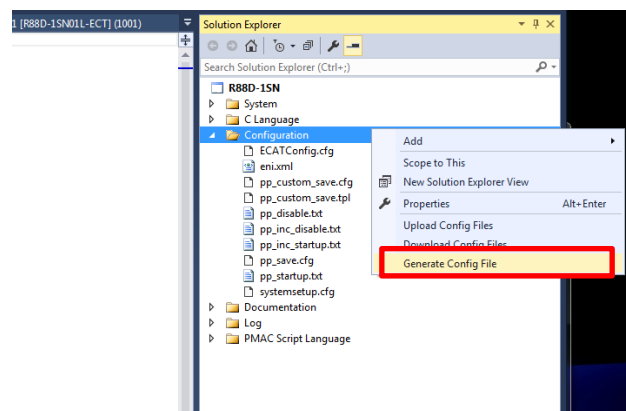 1 [R88D-1SN01L-ECT] (1001)
Solution Explorer
Search Solution Explorer (Ctrl+;)
R88D-1SN
System
C Language
Configuration
ECATConfig.cfg
eni.xml
pp_custom_save.cfg
pp_custom_save.tpl
pp_disable.txt
pp_inc_disable.txt
pp_inc_startup.txt
pp_save.cfg
pp_startup.txt
systemsetup.cfg
Documentation
Log
PMAC Script Language
Add
Scope to This
New Solution Explorer View
Properties Alt+Enter
Upload Config Files
Download Config Files
Generate Config File